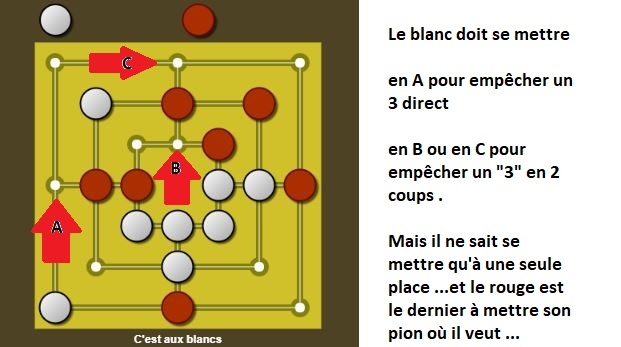 C
B
A
C'est aux blancs
Le blanc doit se mettre
en A pour empêcher un
3 direct
en B ou en C pour
empêcher un "3" en 2
coups .
Mais il ne sait se
mettre qu'à une seule
place ...et le rouge est
le dernier à mettre son
pion où il veut ...